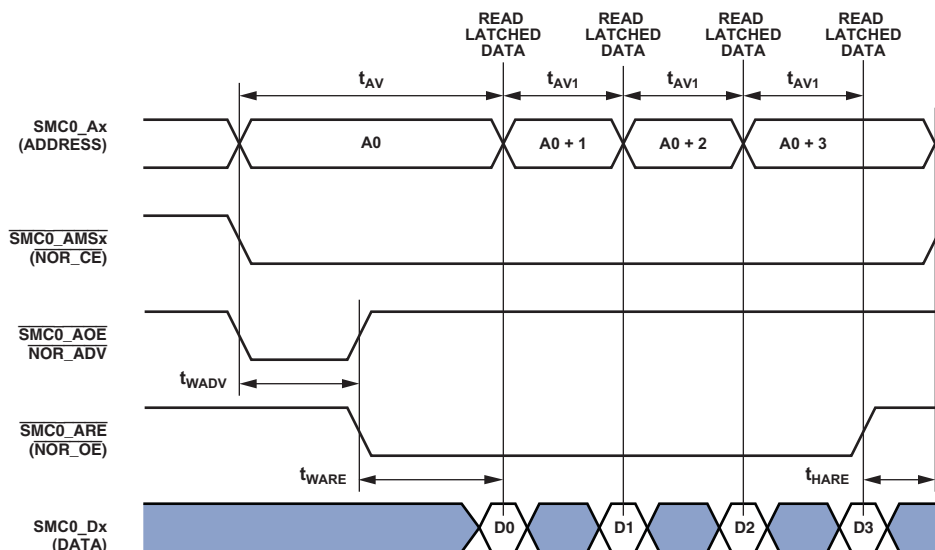 READ LATCHED DATA
READ LATCHED DATA
READ LATCHED DATA
READ LATCHED DATA
tAV
tAV1
tAV1
tAV1
SMC0_Ax
(ADDRESS)
A0
A0 + 1
A0 + 2
A0 + 3
SMC0_AMSx
(NOR_CE)
SMC0_AOE
NOR_ADV
tWADV
SMC0_ARE
(NOR_OE)
tWARE
tHARE
SMC0_Dx
(DATA)
D0
D1
D2
D3